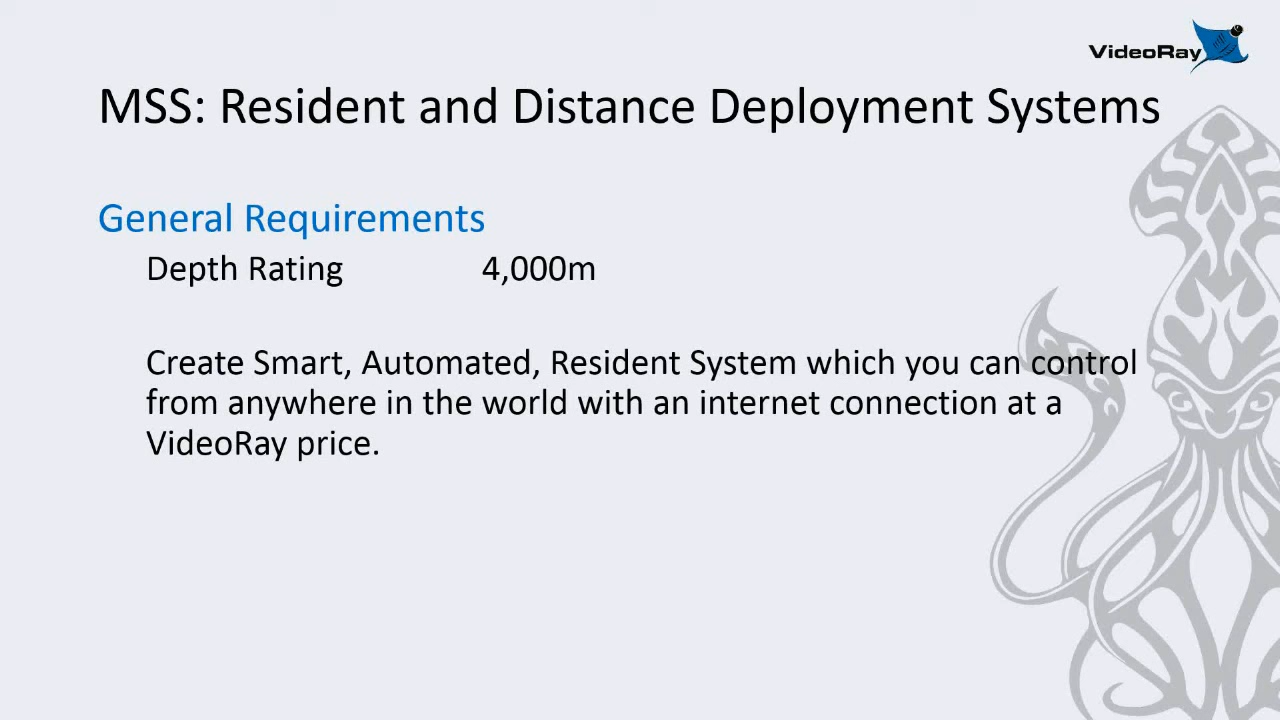 VideoRay
MSS: Resident and Distance Deployment Systems
General Requirements
Depth Rating 4,000m
Create Smart, Automated, Resident System which you can control
from anywhere in the world with an internet connection at a
VideoRay price.